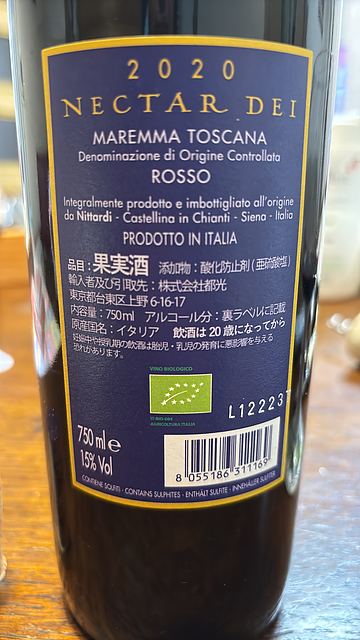 2020
NECTAR DEI
MAREMMA TOSCANA
Denominazione di Origine Controllata
ROSSO
Integralmente prodotto e imbottigliato all'origine
da Nittardi - Castellina in Chianti - Siena - Italia
PRODOTTO IN ITALIA
品目:果実酒 添加物:酸化防止剤(亜硫酸塩)
輸入者及び引取先:株式会社都光
東京都台東区上野6-16-17
内容量:750ml アルコール分:裏ラベルに記載
原産国名:イタリア 飲酒は20歳になってから
妊娠中や授乳期の飲酒は胎児・乳児の発育に悪影響を与える
恐れがあります。
VINO BIOLOGICO
IT-BIO-004
AGRICOLTURA ITALIA
L12223
750 ml e
15% Vol
8 055186 311169
CONTIENE SOLFITI - CONTAINS SULPHITES - ENTHÄLT SULFITE - INNEHÅLLER SULFITER